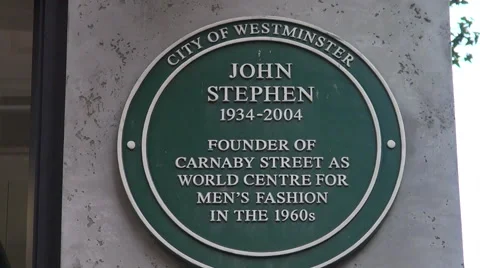 CITY OF WESTMINSTER
JOHN
STEPHEN
1934-2004
FOUNDER OF
CARNABY STREET AS
WORLD CENTRE FOR
MEN'S FASHION
IN THE 1960s